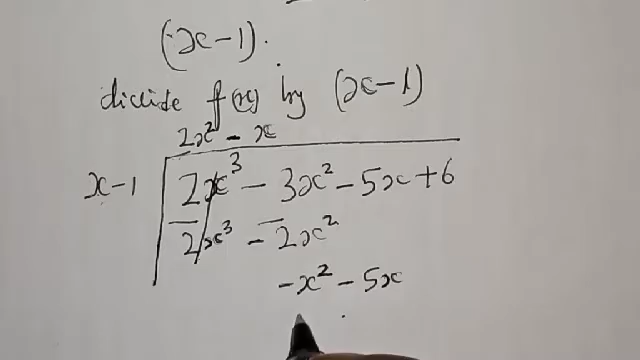 (x-1).
divide f(x) by (x-1)
2x² - x
x-1 2x³ - 3x² - 5x + 6
2x³ - 2x²
-x² - 5x